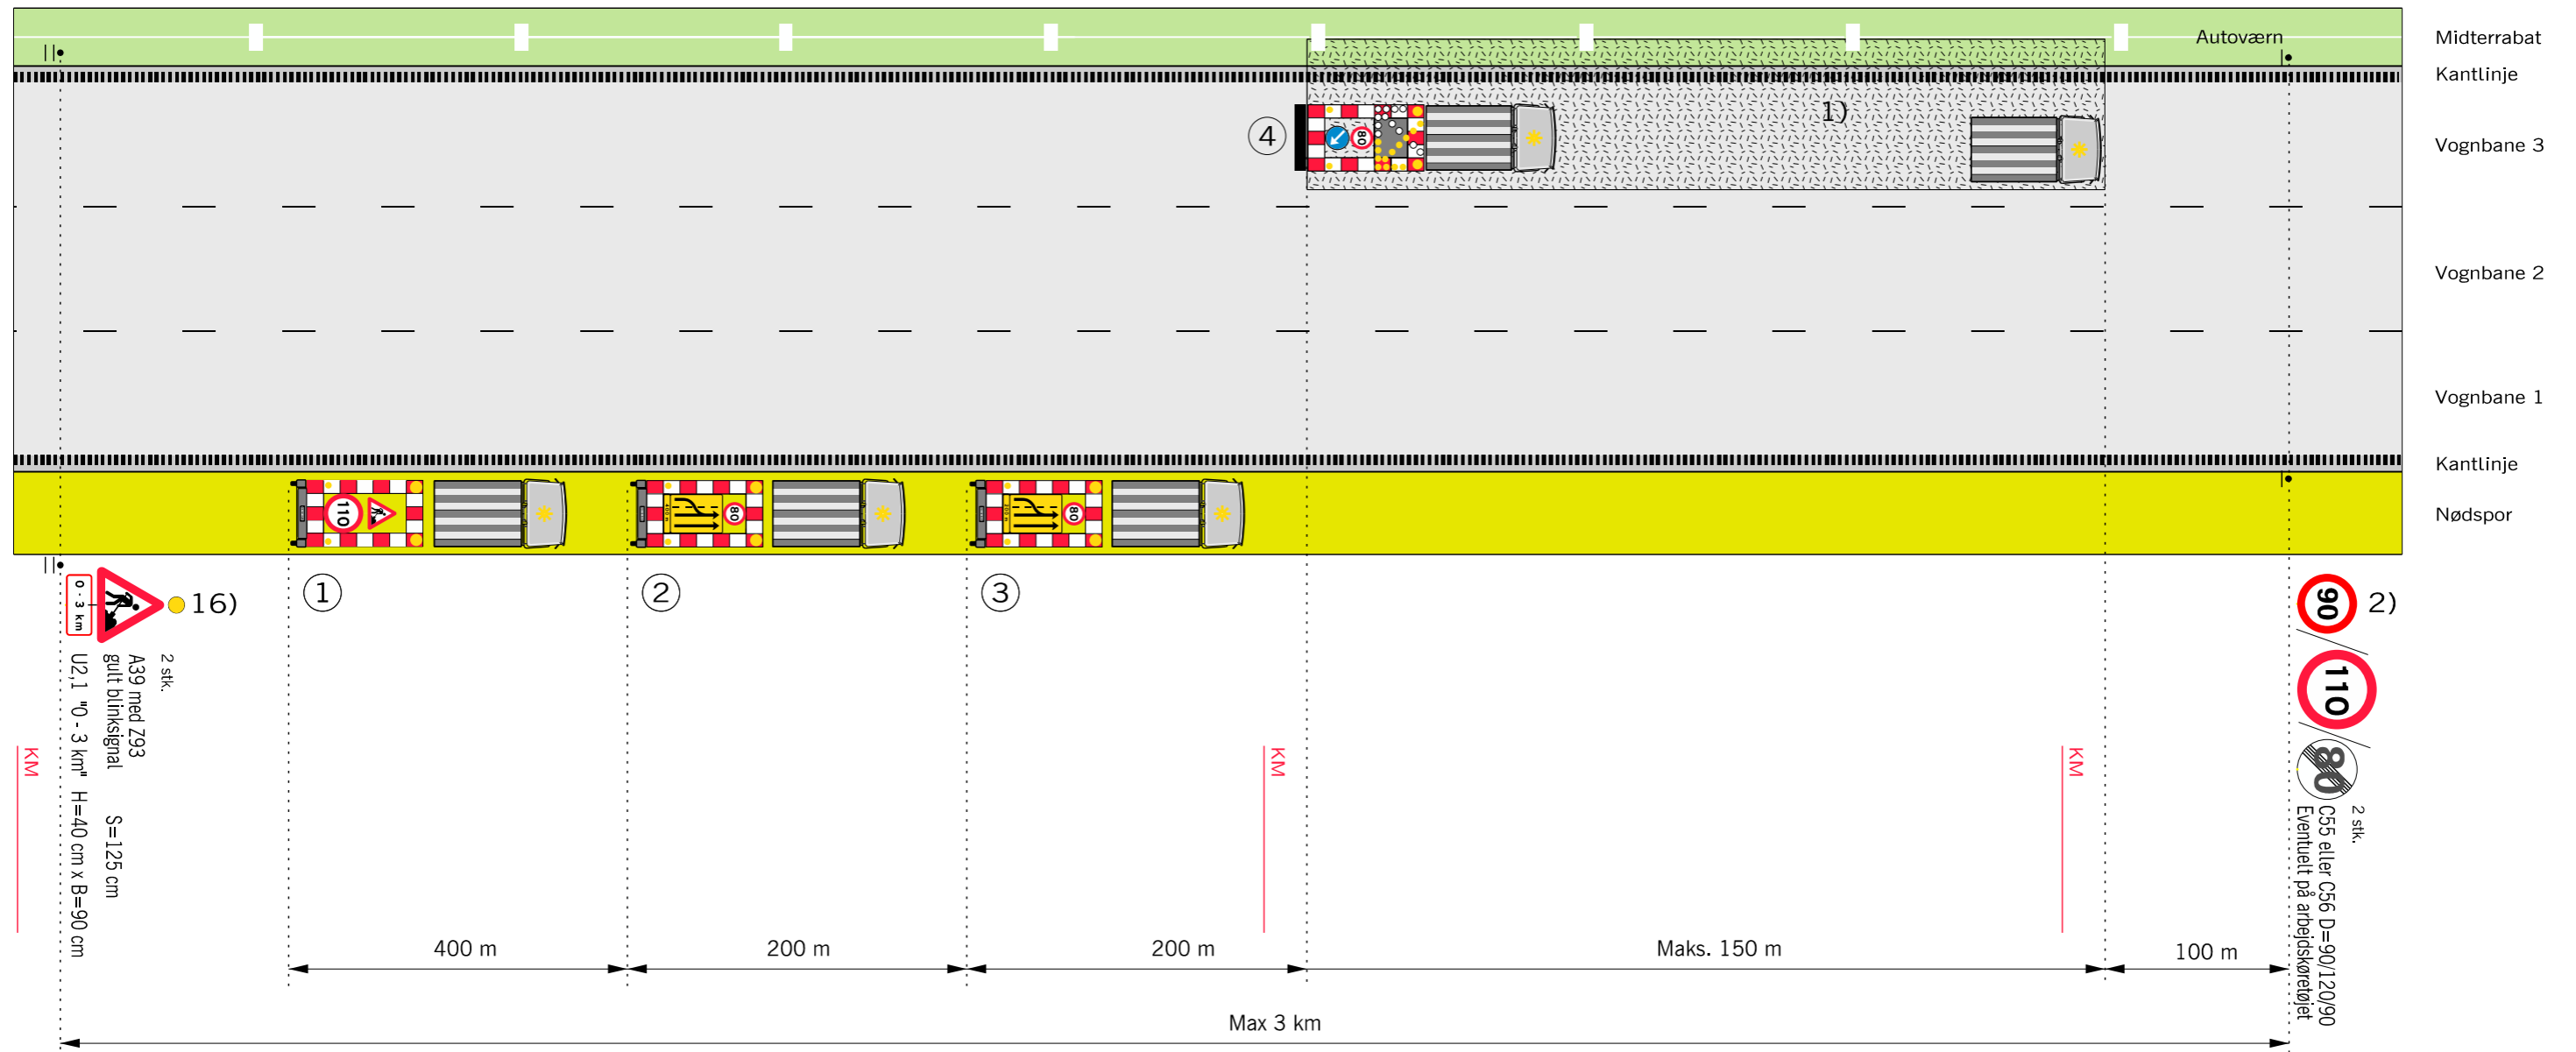 Autoværn
Midterrabat
Kantlinje
4
80
1)
Vognbane 3
Vognbane 2
Vognbane 1
Kantlinje
Nødspor
110
400 m
80
200 m
80
1
2
3
0 - 3 km
16)
2 stk.
A39 med Z93
gult blinksignal S=125 cm
U2,1 "0 - 3 km" H=40 cm x B=90 cm
90
2)
110
80
2 stk.
C55 eller C56 D=90/120/90
Eventuelt på arbejdskøretøjet
KM
KM
KM
400 m
200 m
200 m
Maks. 150 m
100 m
Max 3 km